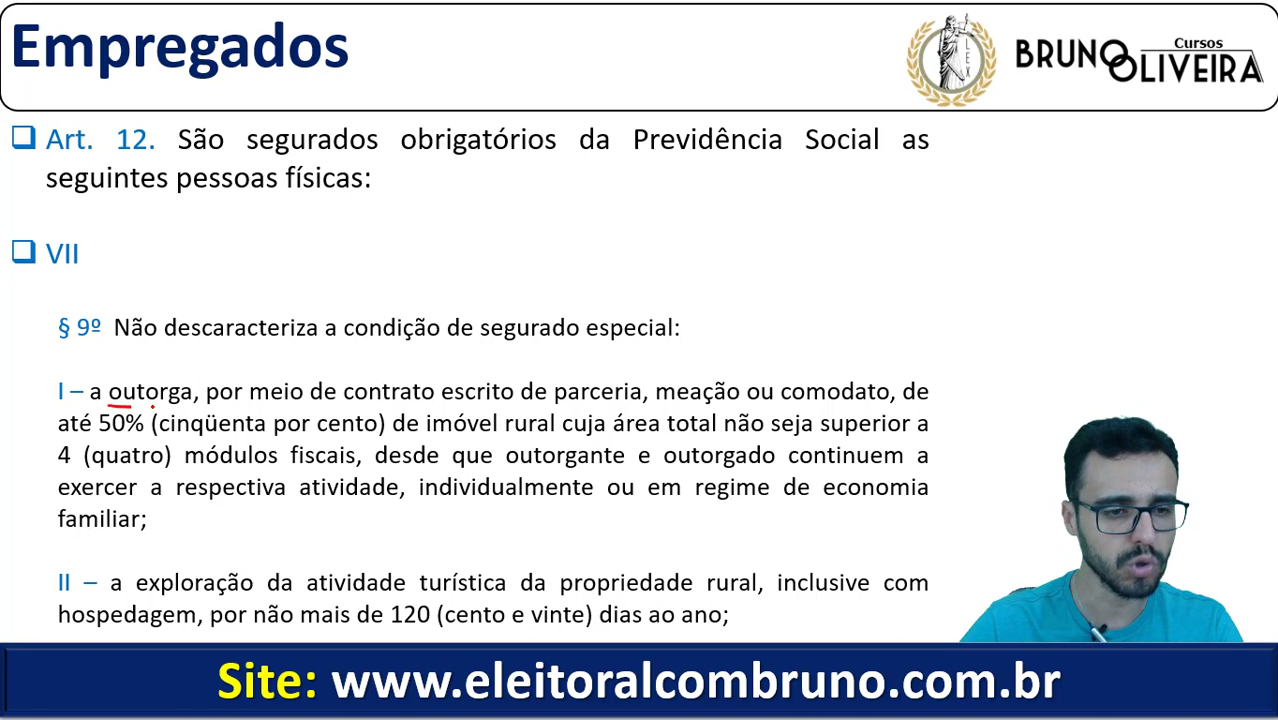 Empregados
LEX
Cursos
BRUNO
OLIVEIRA
Art. 12. São segurados obrigatórios da Previdência Social as
seguintes pessoas físicas:
VII
§ 9º Não descaracteriza a condição de segurado especial:
I – a outorga, por meio de contrato escrito de parceria, meação ou comodato, de
até 50% (cinqüenta por cento) de imóvel rural cuja área total não seja superior a
4 (quatro) módulos fiscais, desde que outorgante e outorgado continuem a
exercer a respectiva atividade, individualmente ou em regime de economia
familiar;
II – a exploração da atividade turística da propriedade rural, inclusive com
hospedagem, por não mais de 120 (cento e vinte) dias ao ano;
Site: www.eleitoralcombruno.com.br